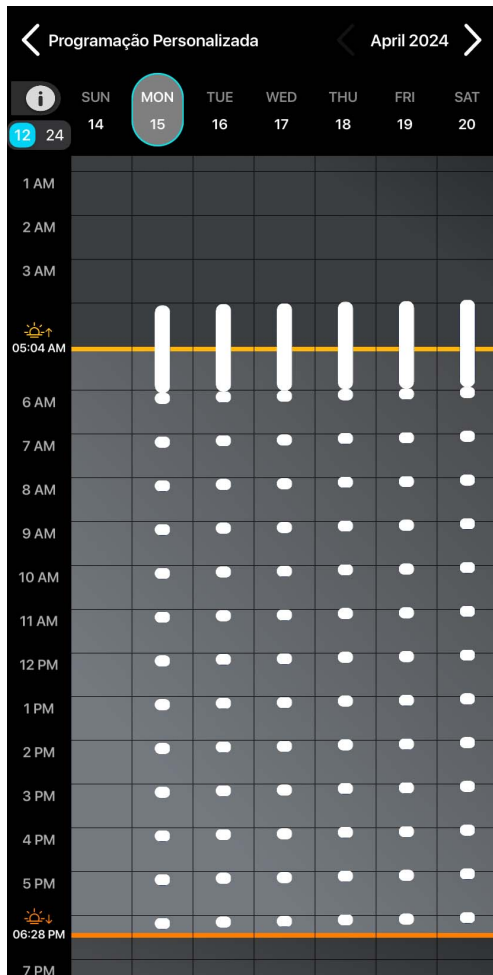 Programação Personalizada
April 2024
i
SUN MON TUE WED THU FRI SAT
14 15 16 17 18 19 20
12 24
1 AM
2 AM
3 AM
05:04 AM
6 AM
7 AM
8 AM
9 AM
10 AM
11 AM
12 PM
1 PM
2 PM
3 PM
4 PM
5 PM
06:28 PM
7 PM